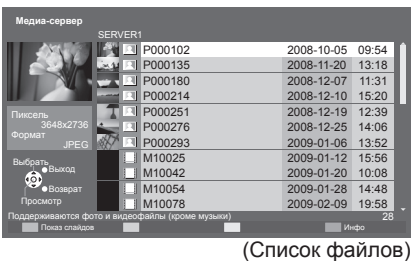 Медиа-сервер
SERVER1
P000102 2008-10-05 09:54
P000135 2008-11-20 13:18
P000180 2008-12-07 11:31
P000214 2008-12-10 15:20
P000251 2008-12-19 12:39
P000276 2008-12-25 14:06
P000293 2009-01-06 13:52
M10025 2009-01-12 15:56
M10042 2009-01-20 10:08
M10054 2009-01-28 14:48
M10078 2009-02-09 19:58
Пиксель
3648x2736
Формат
JPEG
Выбрать
Выход
Возврат
Просмотр
Поддерживаются фото и видеофайлы (кроме музыки) 28
Показ слайдов Инфо
(Список файлов)